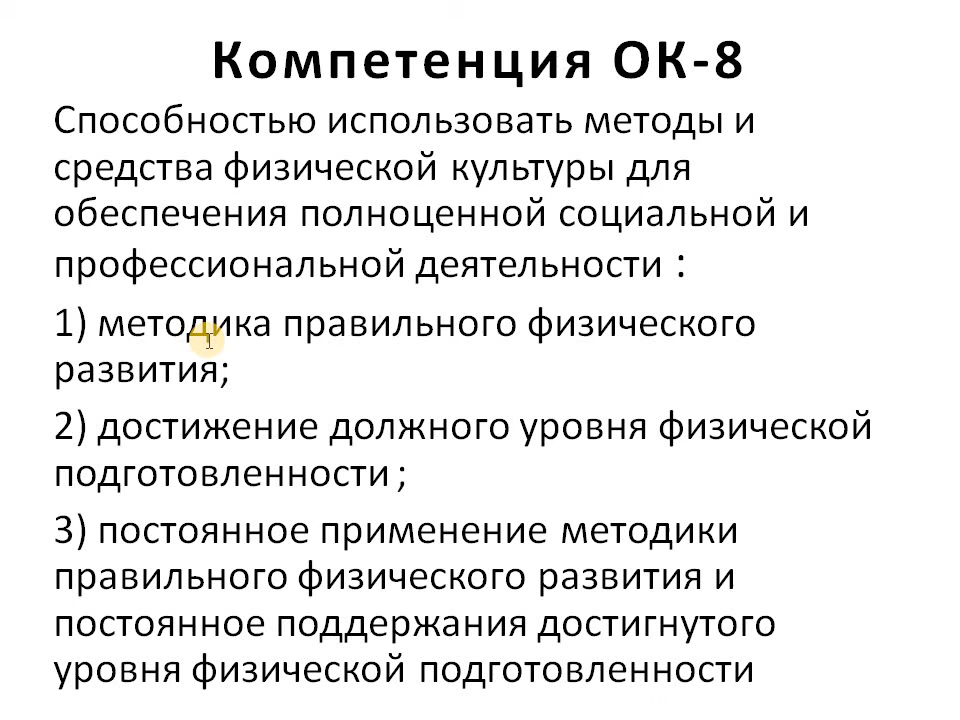 Компетенция ОК-8
Способностью использовать методы и
средства физической культуры для
обеспечения полноценной социальной и
профессиональной деятельности :
1) методика правильного физического
развития;
2) достижение должного уровня физической
подготовленности ;
3) постоянное применение методики
правильного физического развития и
постоянное поддержания достигнутого
уровня физической подготовленности